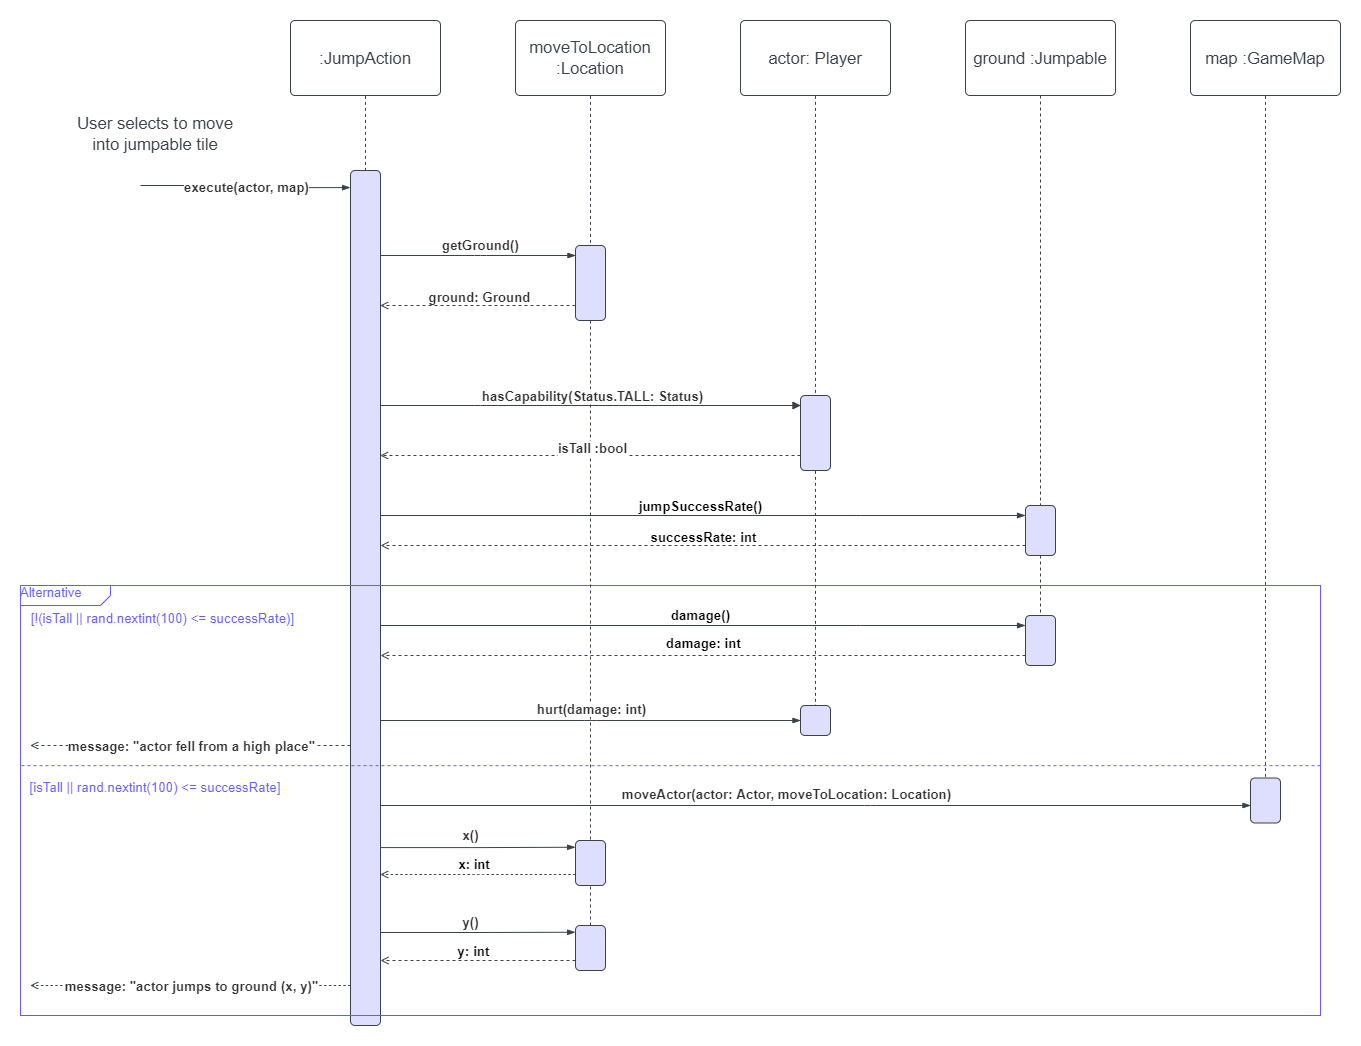 :JumpAction
moveToLocation
:Location
actor: Player
ground :Jumpable
map :GameMap
User selects to move
into jumpable tile
execute(actor, map)
getGround()
ground: Ground
hasCapability(Status.TALL: Status)
isTall :bool
jumpSuccessRate()
successRate: int
Alternative
[!(isTall || rand.nextint(100) <= successRate)]
damage()
damage: int
hurt(damage: int)
message: "actor fell from a high place"
[isTall || rand.nextint(100) <= successRate]
moveActor(actor: Actor, moveToLocation: Location)
x()
x: int
y()
y: int
message: "actor jumps to ground (x, y)"